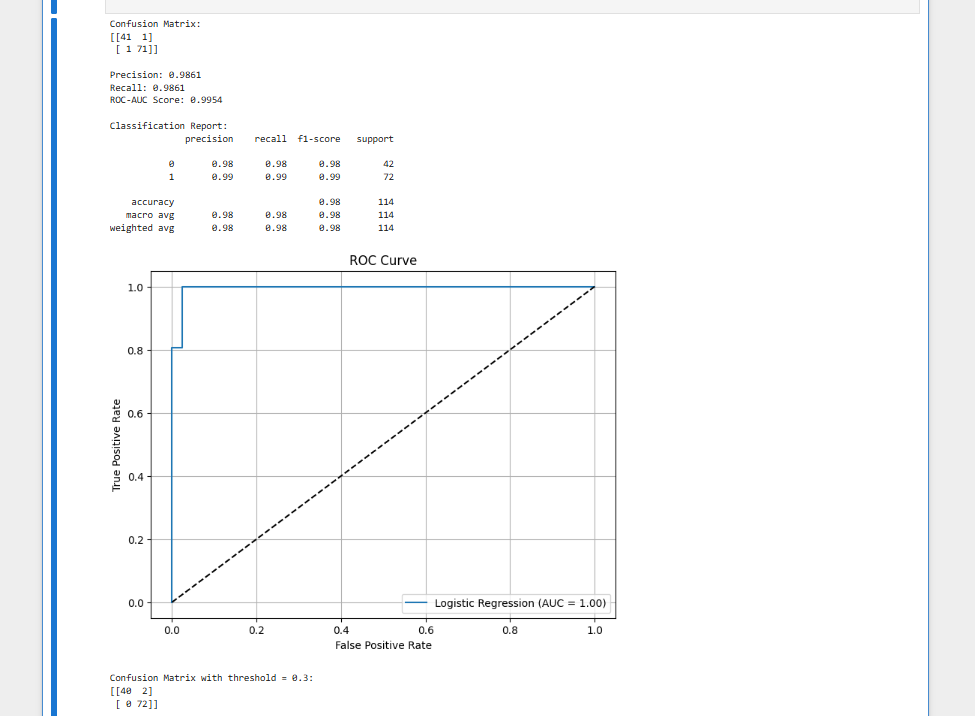 Confusion Matrix:
[[41  1]
 [ 1 71]]
Precision: 0.9861
Recall: 0.9861
ROC-AUC Score: 0.9954
Classification Report:
precision    recall  f1-score   support
0       0.98      0.98      0.98        42
1       0.99      0.99      0.99        72
accuracy                           0.98       114
macro avg       0.98      0.98      0.98       114
weighted avg       0.98      0.98      0.98       114
ROC Curve
1.0
0.8
0.6
0.4
0.2
0.0
True Positive Rate
Logistic Regression (AUC = 1.00)
0.0 0.2 0.4 0.6 0.8 1.0
False Positive Rate
Confusion Matrix with threshold = 0.3:
[[40  2]
 [ 0 72]]